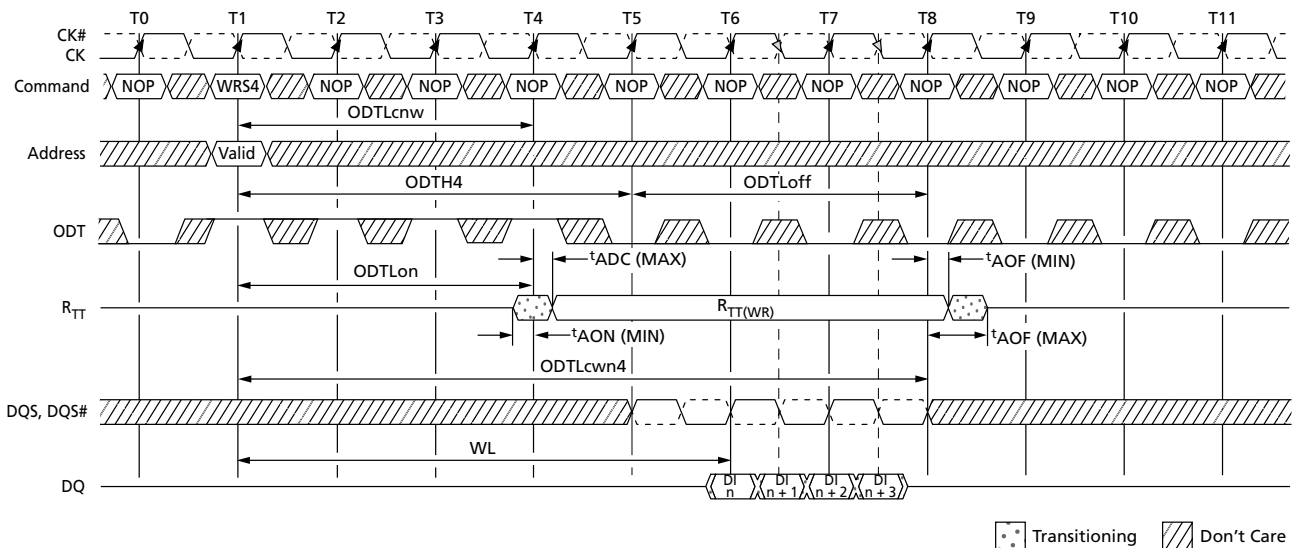 T0 T1 T2 T3 T4 T5 T6 T7 T8 T9 T10 T11
CK#
CK
Command NOP WRS4 NOP NOP NOP NOP NOP NOP NOP NOP NOP NOP
ODTLcnw
Address Valid
ODTH4 ODTLoff
ODT
ODTLon tADC (MAX) tAOF (MIN)
RTT RTT(WR)
tAON (MIN) tAOF (MAX)
ODTLcwn4
DQS, DQS#
WL
DQ DI n DI n + 1 DI n + 2 DI n + 3
Transitioning Don't Care